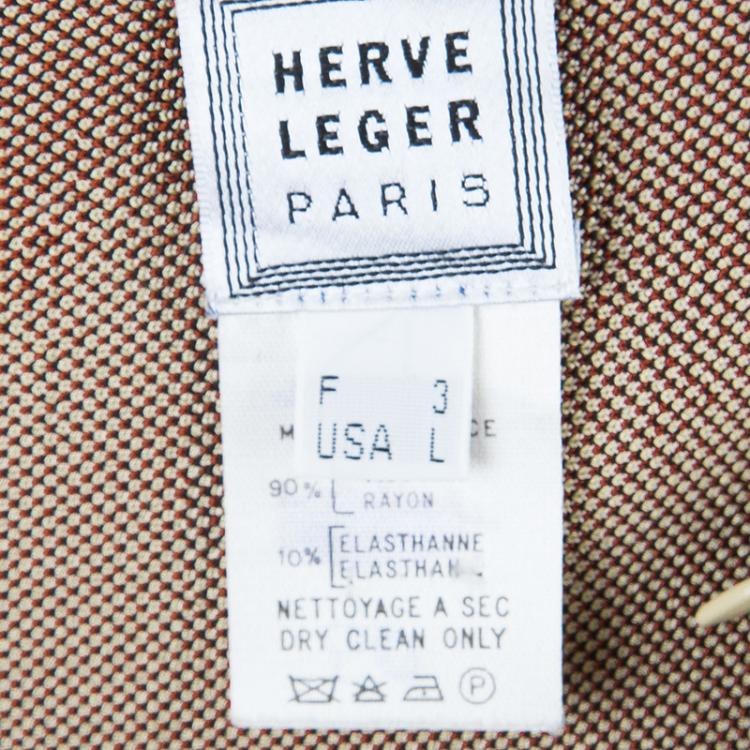 HERVE
LEGER
PARIS
F 3
USA L
90%
RAYON
10% ELASTHANNE
NETTOYAGE A SEC
DRY CLEAN ONLY
P